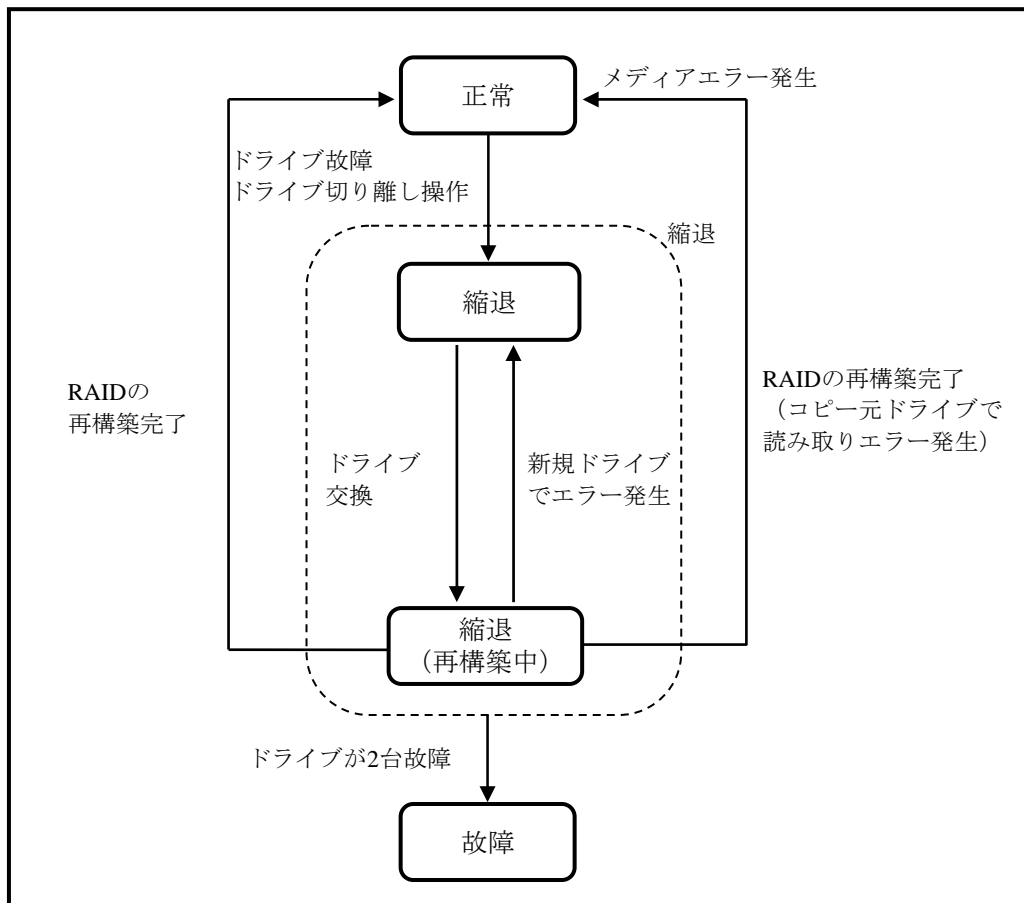 正常
メディアエラー発生
ドライブ故障
ドライブ切り離し操作
縮退
縮退
RAIDの
再構築完了
RAIDの再構築完了
（コピー元ドライブで
読み取りエラー発生）
ドライブ
交換
新規ドライブ
でエラー発生
縮退
（再構築中）
ドライブが2台故障
故障